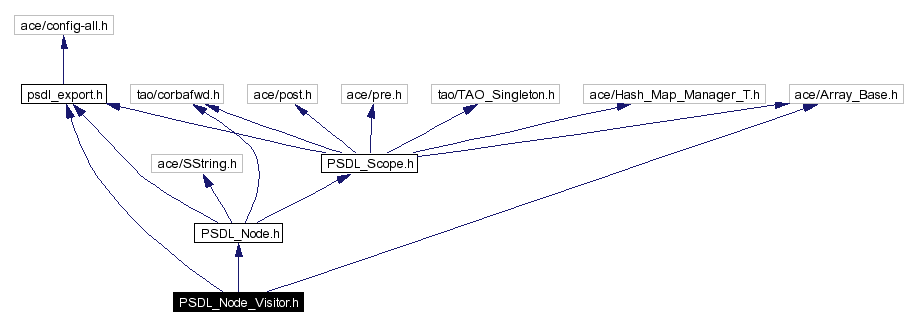 ace/config-all.h
psdl_export.h
tao/corbafwd.h
ace/post.h
ace/pre.h
tao/TAO_Singleton.h
ace/Hash_Map_Manager_T.h
ace/Array_Base.h
ace/SString.h
PSDL_Scope.h
PSDL_Node.h
PSDL_Node_Visitor.h